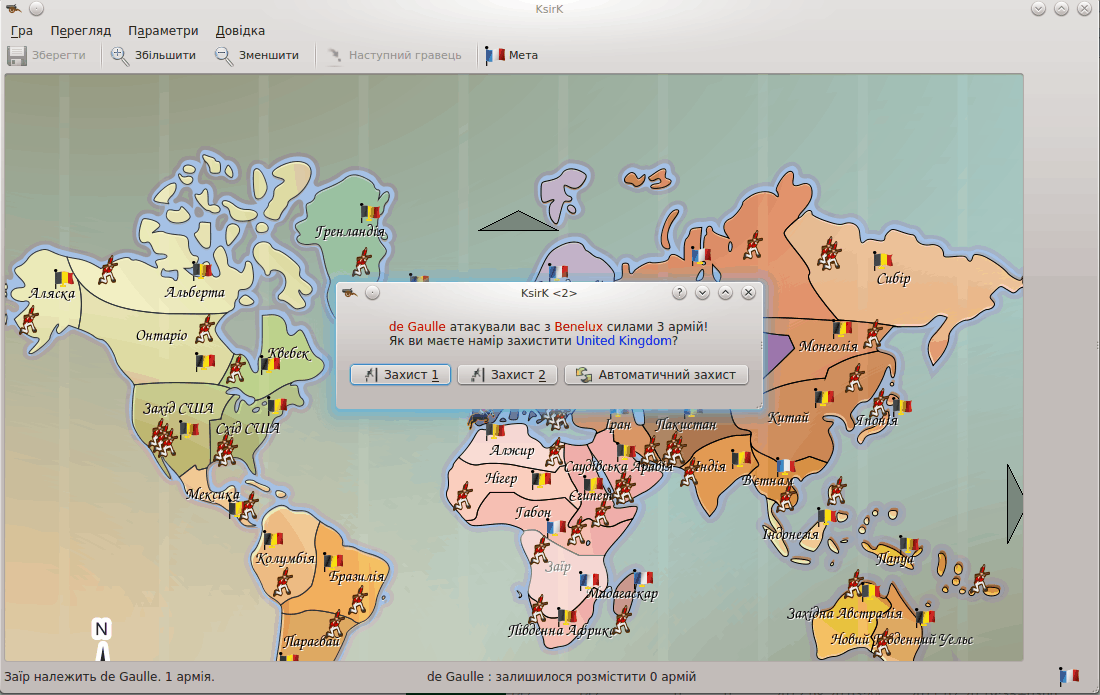 KsirK
Гра Перегляд Параметри Довідка
Зберегти Збільшити Зменшити Наступний гравець Мета
Гренландія
Аляска
Альберта
Сибір
Онтаріо
Квебек
Монголія
KsirK <2>
de Gaulle атакували вас з Benelux силами 3 армій!
Як ви маєте намір захистити United Kingdom?
Захист 1 Захист 2 Автоматичний захист
Захід США
Схід США
Китай
Японія
Іран
Пакистан
Алжир
Саудівська Аравія
Індія
Нігер
Єгипет
В'єтнам
Мексика
Габон
Індонезія
Колумбія
Заїр
Папуа
Бразилія
Мадагаскар
Західна Австралія
Південна Африка
Парагвай
Новий Південний Уельс
N
Заїр належить de Gaulle. 1 армія.
de Gaulle : залишилося розмістити 0 армій